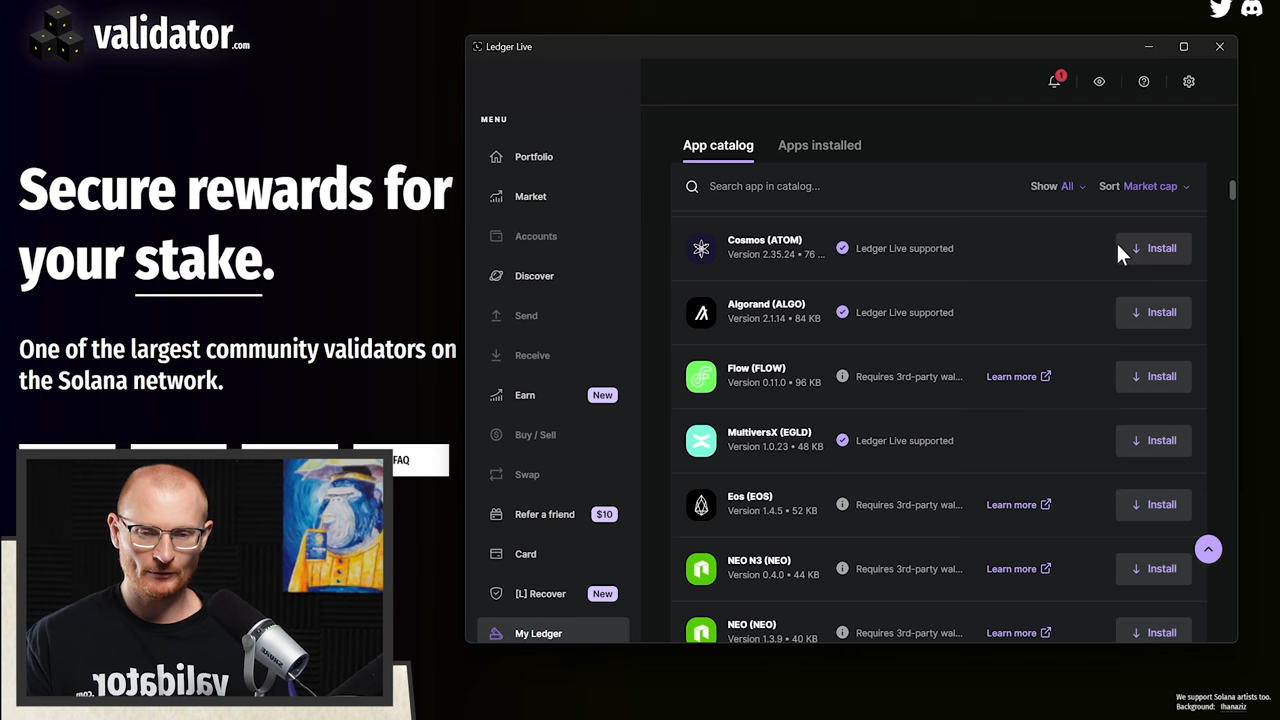 validator.com
Secure rewards for
your stake.
One of the largest community validators on
the Solana network.
FAQ
validator
.com
SHURE
Ledger Live
MENU
Portfolio
Market
Accounts
Discover
Send
Receive
Earn New
Buy / Sell
Swap
Refer a friend $10
Card
[L] Recover New
My Ledger
1
App catalog Apps installed
Search app in catalog...
Show All Sort Market cap
Cosmos (ATOM)
Version 2.35.24 • 76 ...
Ledger Live supported
Install
Algorand (ALGO)
Version 2.1.14 • 84 KB
Ledger Live supported
Install
Flow (FLOW)
Version 0.11.0 • 96 KB
Requires 3rd-party wal...
Learn more
Install
MultiversX (EGLD)
Version 1.0.23 • 48 KB
Ledger Live supported
Install
Eos (EOS)
Version 1.4.5 • 52 KB
Requires 3rd-party wal...
Learn more
Install
NEO N3 (NEO)
Version 0.4.0 • 44 KB
Requires 3rd-party wal...
Learn more
Install
NEO (NEO)
Version 1.3.9 • 40 KB
Requires 3rd-party wal...
Learn more
Install
We support Solana artists too.
Background: Ihanaziz